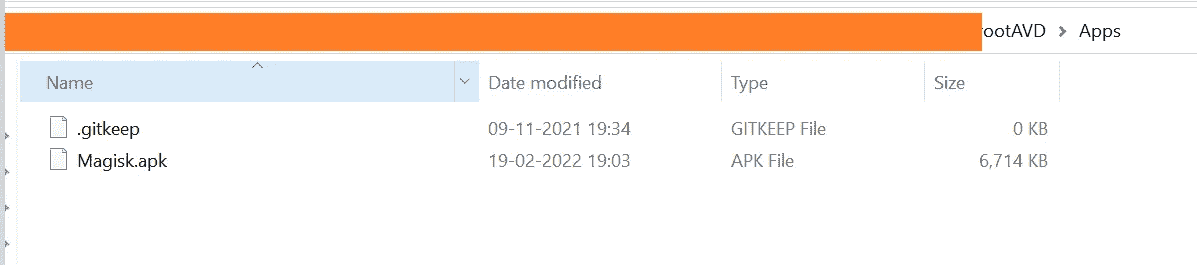 rootAVD > Apps
Name Date modified Type Size
.gitkeep 09-11-2021 19:34 GITKEEP File 0 KB
Magisk.apk 19-02-2022 19:03 APK File 6,714 KB